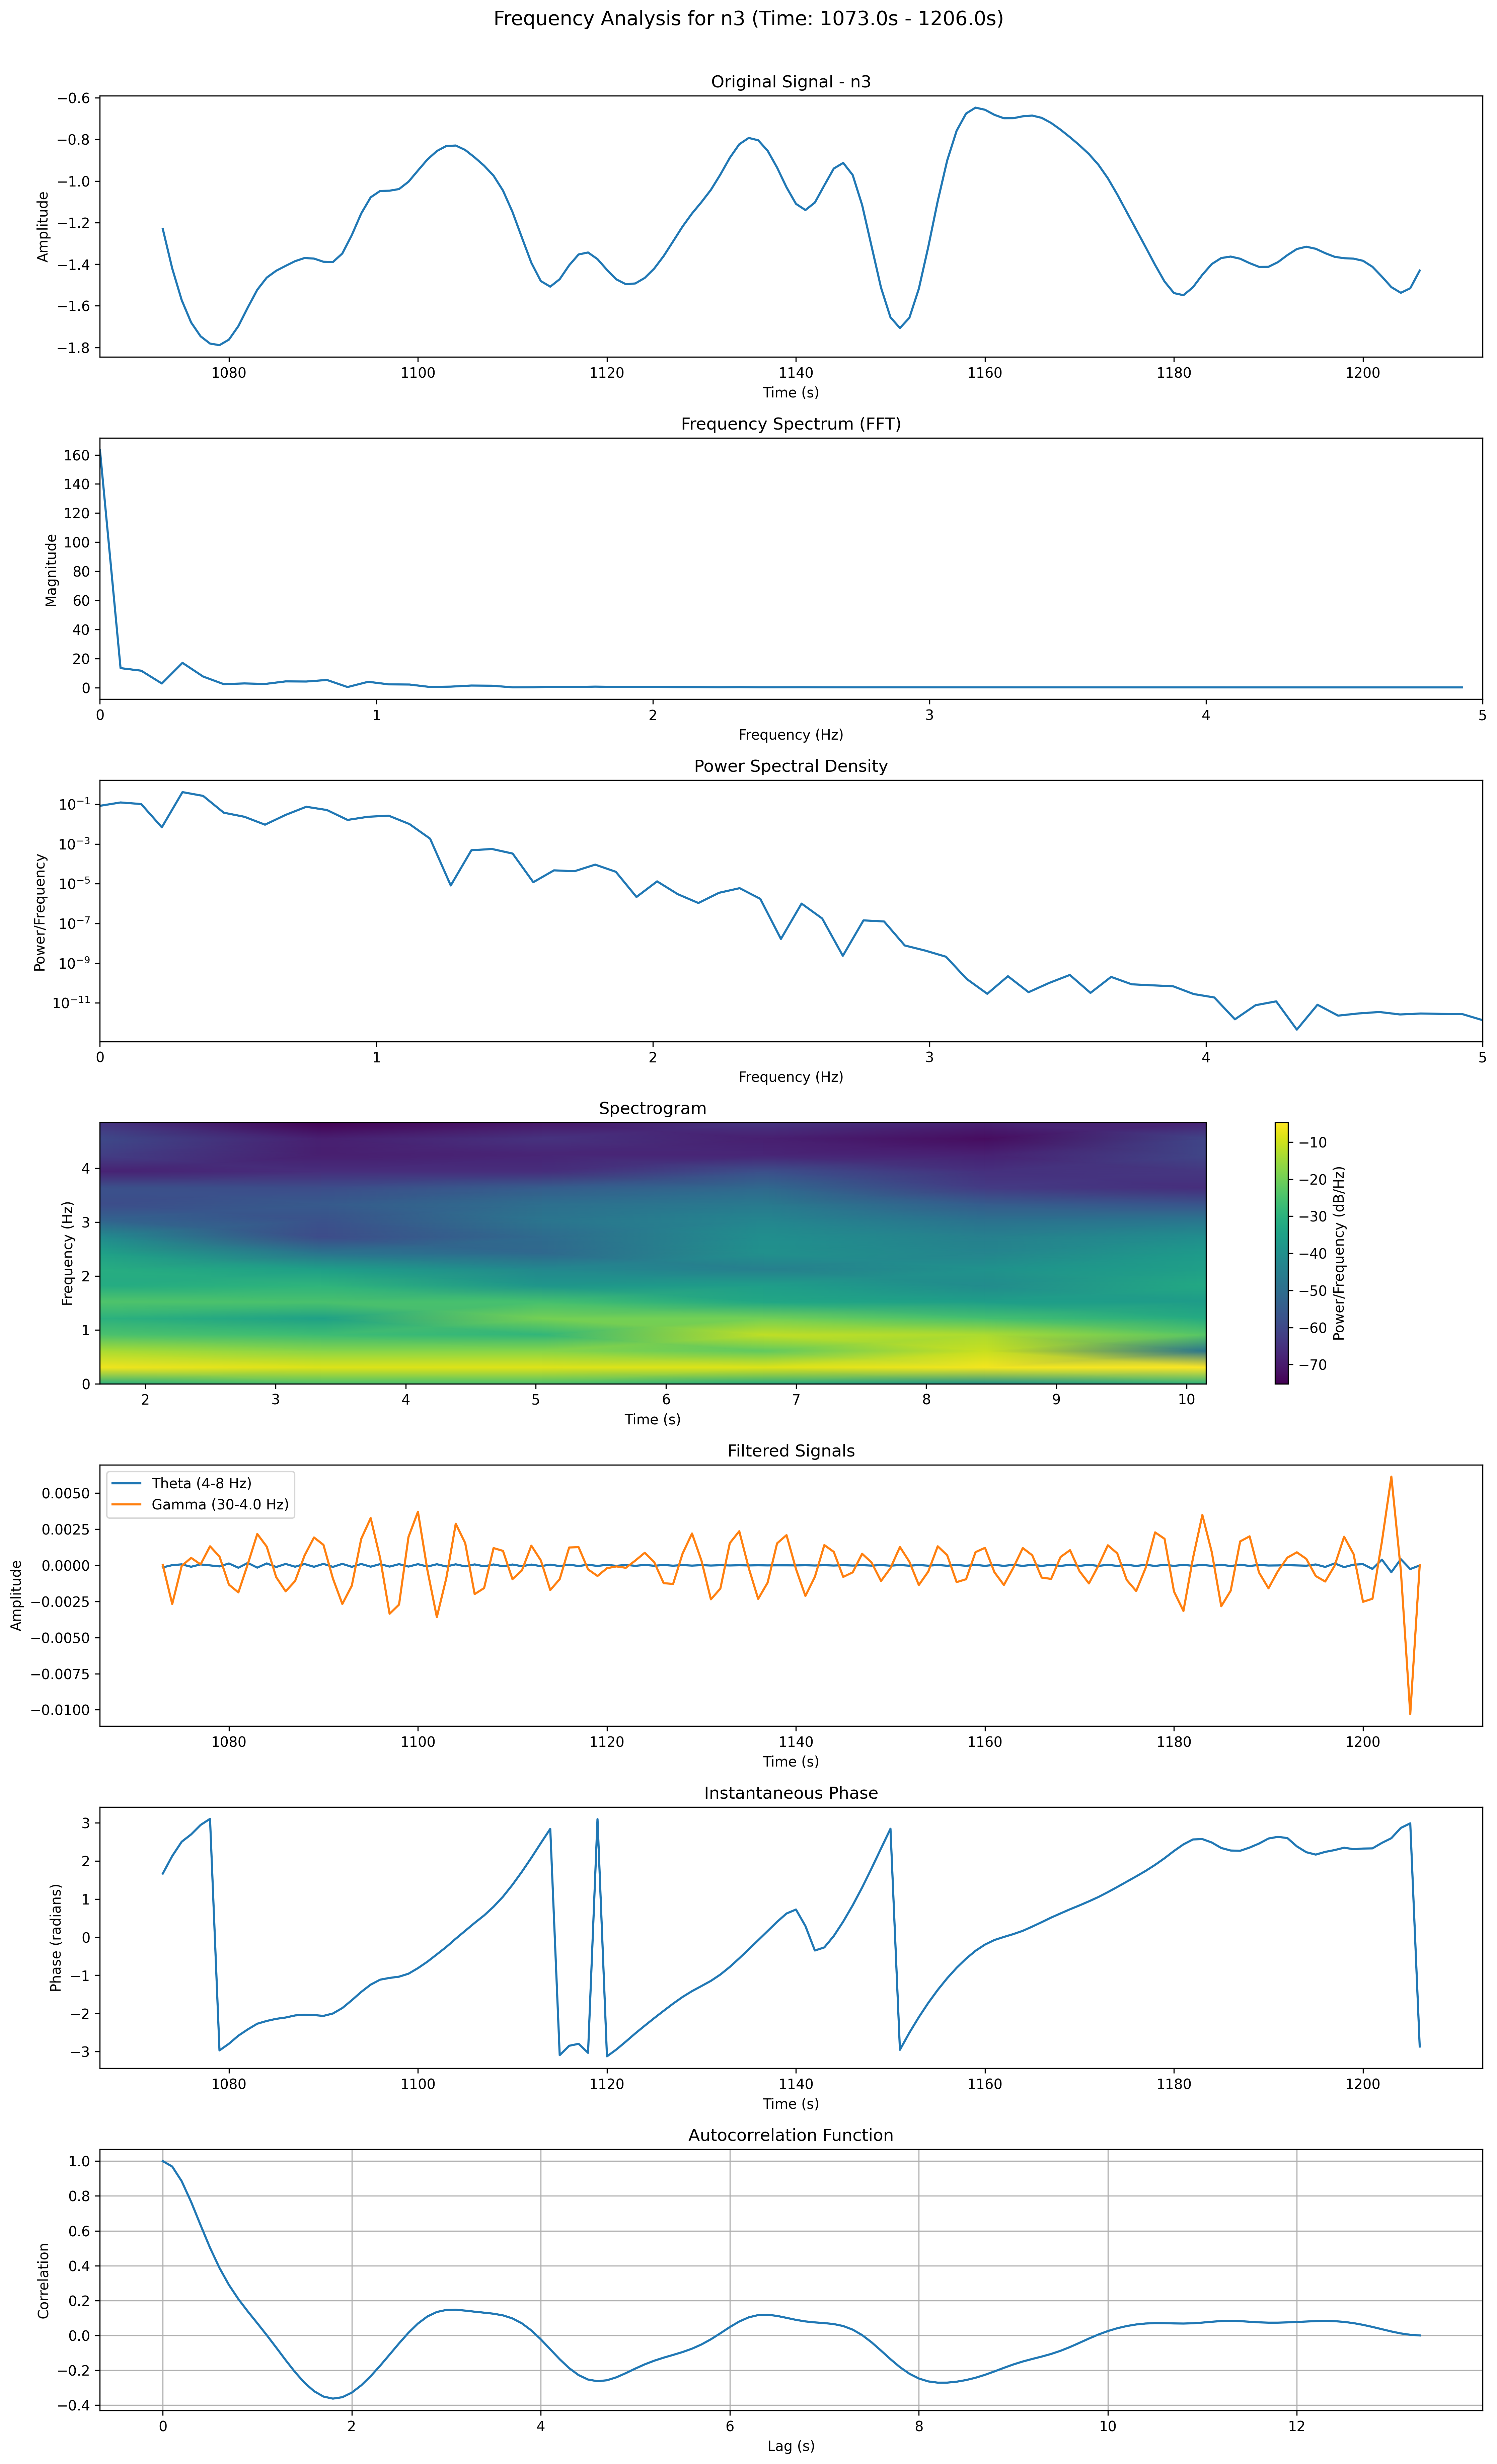 Frequency Analysis for n3 (Time: 1073.0s - 1206.0s)
Original Signal - n3
−0.6
−0.8
−1.0
−1.2
−1.4
−1.6
−1.8
Amplitude
1080 1100 1120 1140 1160 1180 1200
Time (s)
Frequency Spectrum (FFT)
160
140
120
100
80
60
40
20
0
Magnitude
0 1 2 3 4 5
Frequency (Hz)
Power Spectral Density
10⁻¹
10⁻³
10⁻⁵
10⁻⁷
10⁻⁹
10⁻¹¹
Power/Frequency
0 1 2 3 4 5
Frequency (Hz)
Spectrogram
4
3
2
1
0
Frequency (Hz)
2 3 4 5 6 7 8 9 10
Time (s)
−10
−20
−30
−40
−50
−60
−70
Power/Frequency (dB/Hz)
Filtered Signals
Theta (4-8 Hz)
Gamma (30-4.0 Hz)
0.0050
0.0025
0.0000
−0.0025
−0.0050
−0.0075
−0.0100
Amplitude
1080 1100 1120 1140 1160 1180 1200
Time (s)
Instantaneous Phase
3
2
1
0
−1
−2
−3
Phase (radians)
1080 1100 1120 1140 1160 1180 1200
Time (s)
Autocorrelation Function
1.0
0.8
0.6
0.4
0.2
0.0
−0.2
−0.4
Correlation
0 2 4 6 8 10 12
Lag (s)